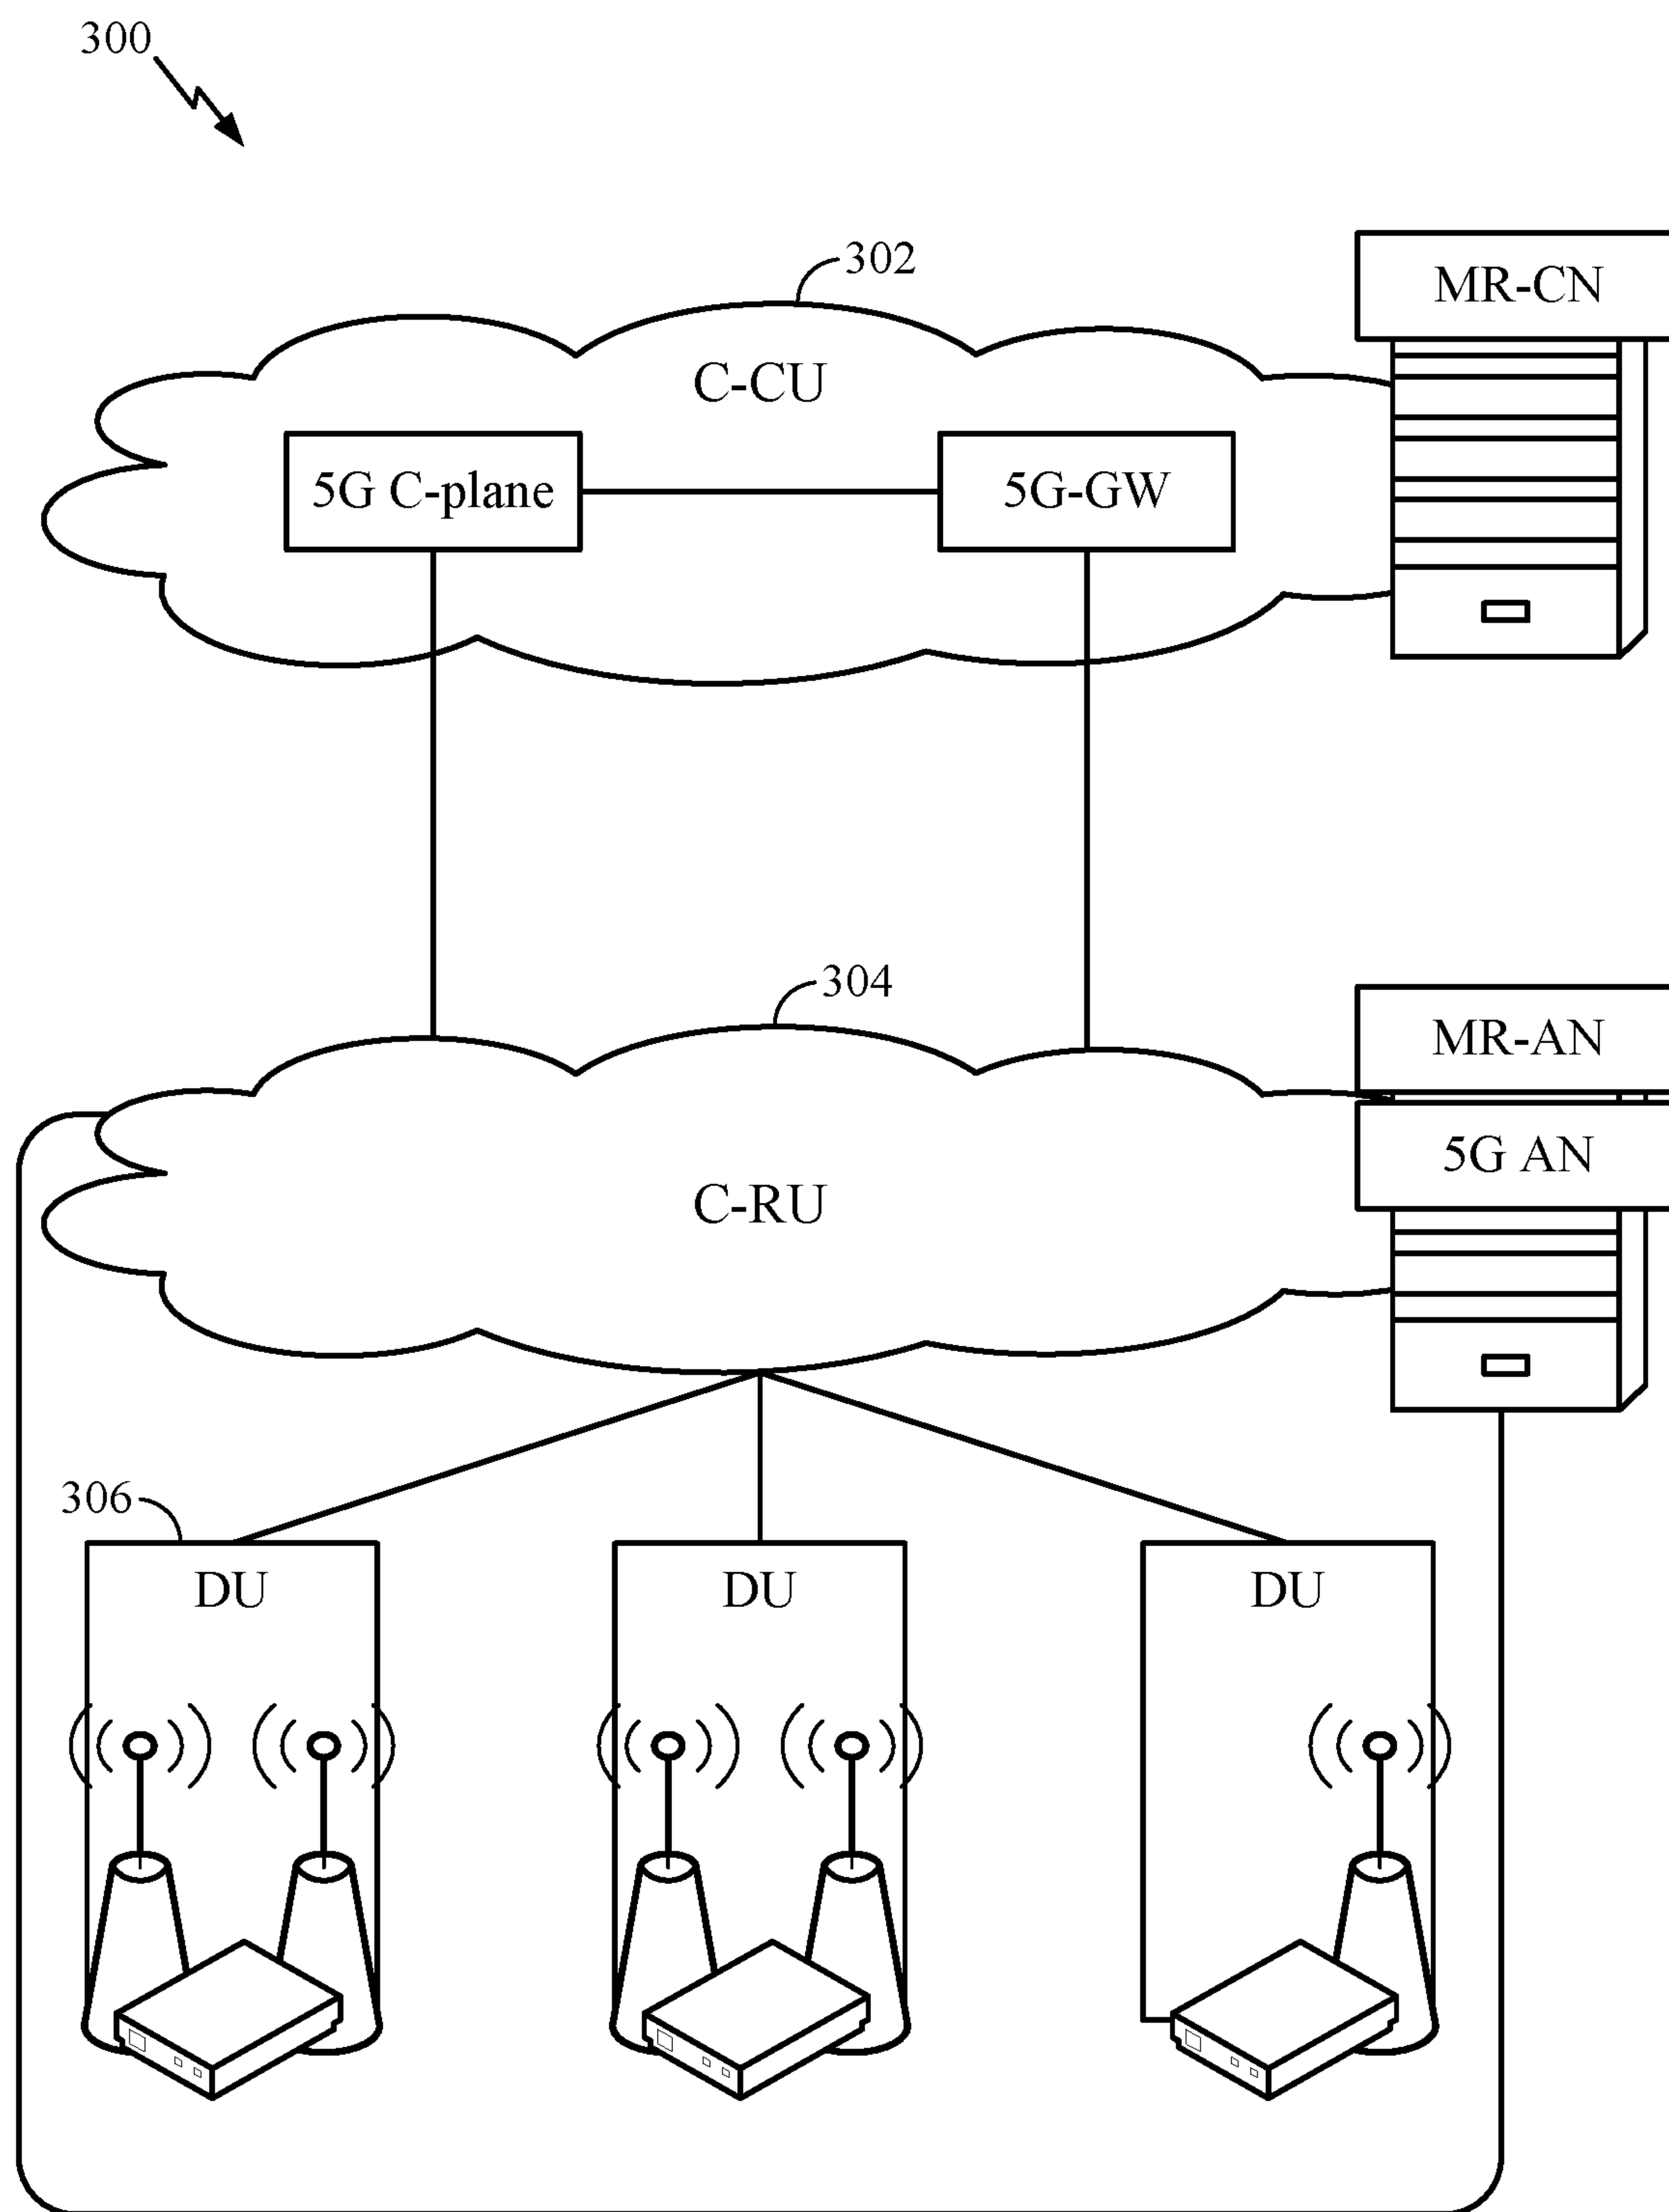 300
302
MR-CN
C-CU
5G C-plane
5G-GW
304
MR-AN
5G AN
C-RU
306
DU
DU
DU